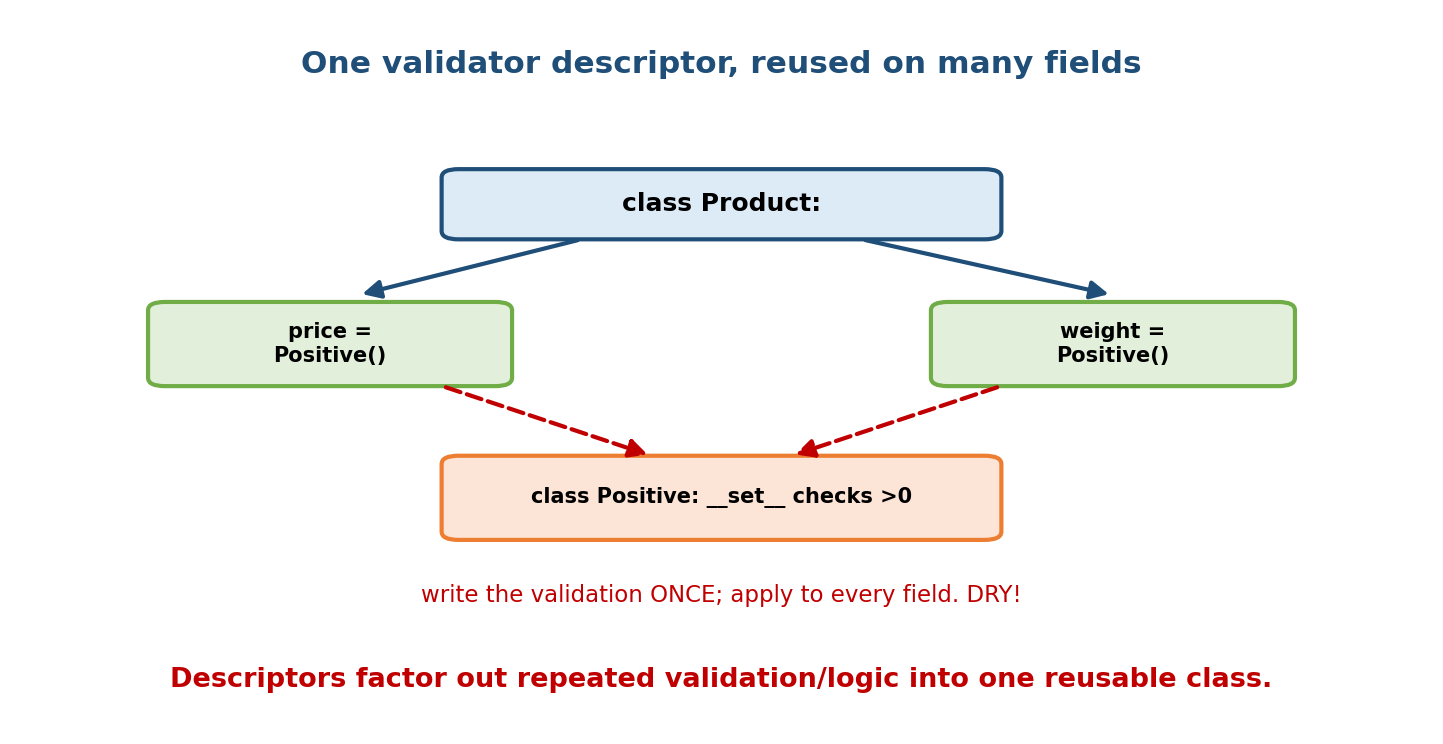 One validator descriptor, reused on many fields
class Product:
price =
Positive()
weight =
Positive()
class Positive: __set__ checks >0
write the validation ONCE; apply to every field. DRY!
Descriptors factor out repeated validation/logic into one reusable class.